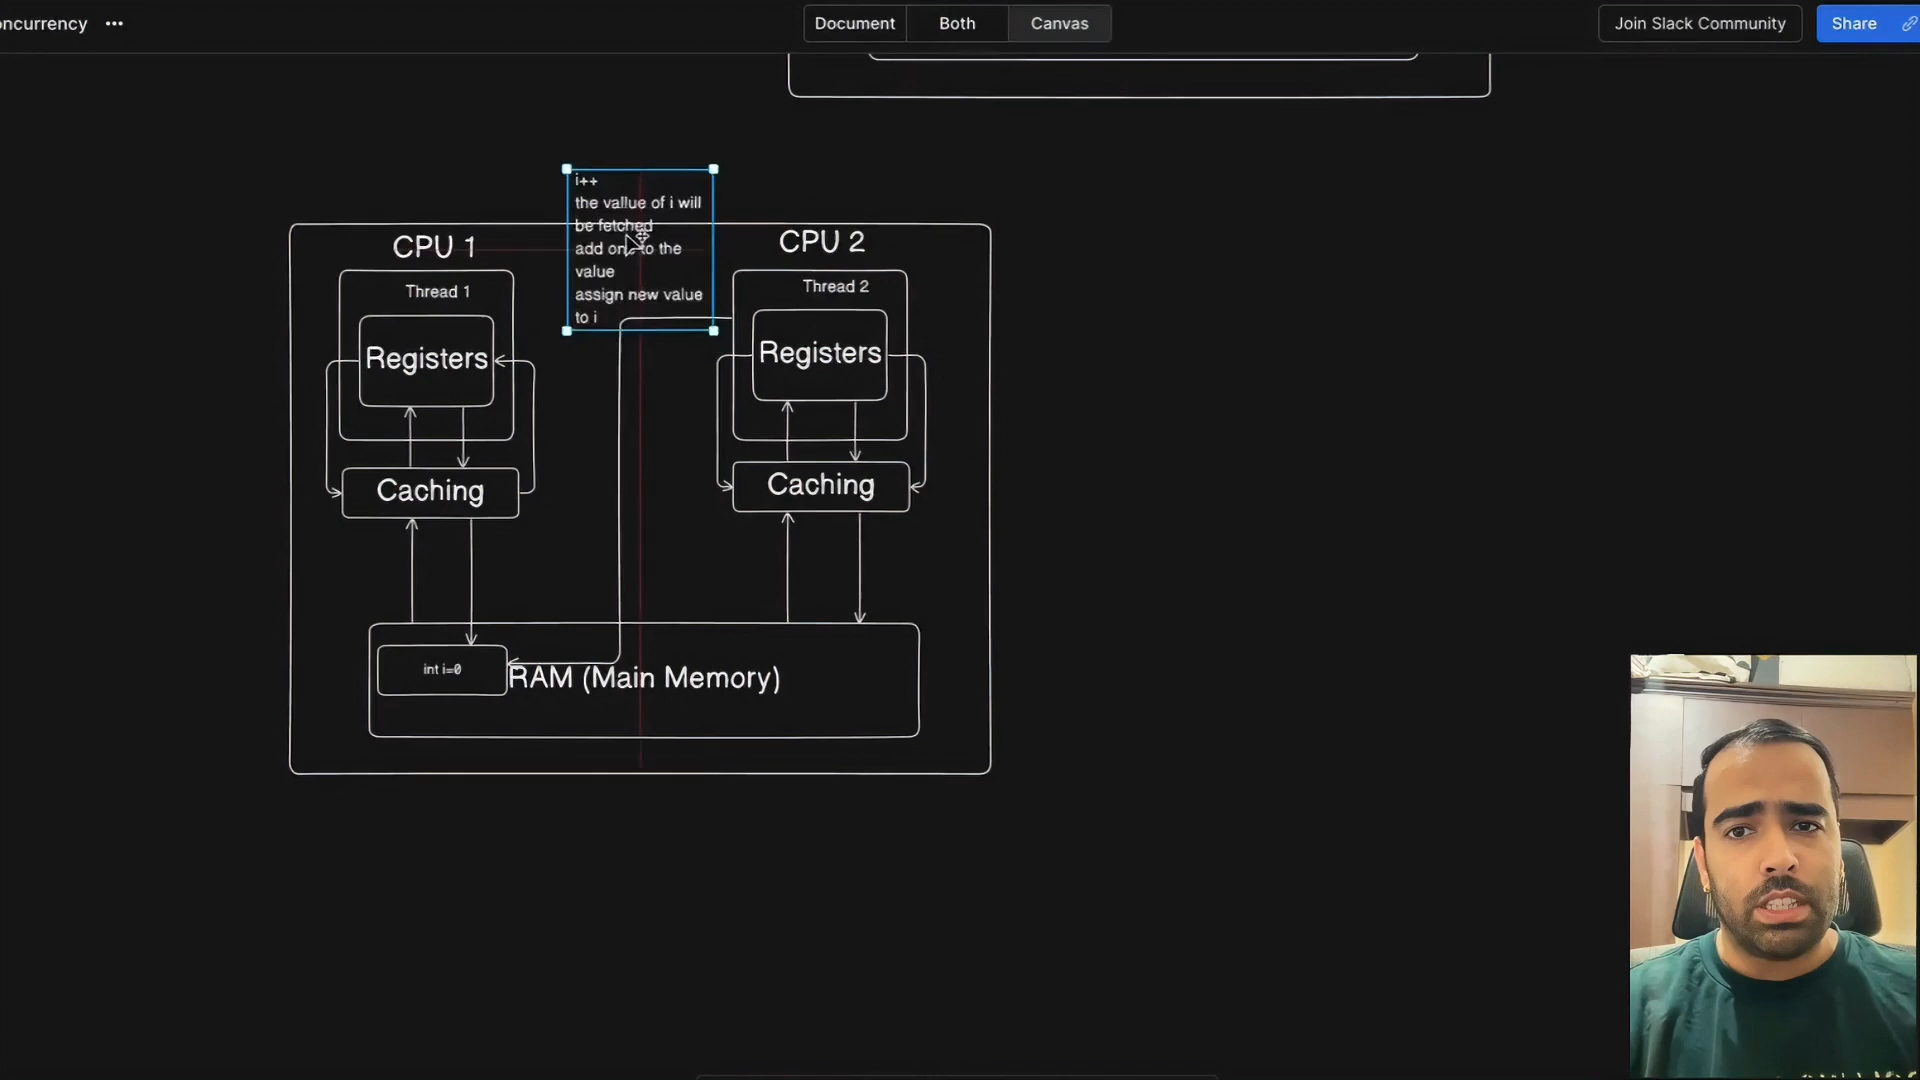 oncurrency ...
Document Both Canvas
Join Slack Community Share
i++
the vallue of i will
be fetched
add to the
value
assign new value
to i
CPU 1
CPU 2
Thread 1
Thread 2
Registers
Registers
Caching
Caching
int i=0
RAM (Main Memory)